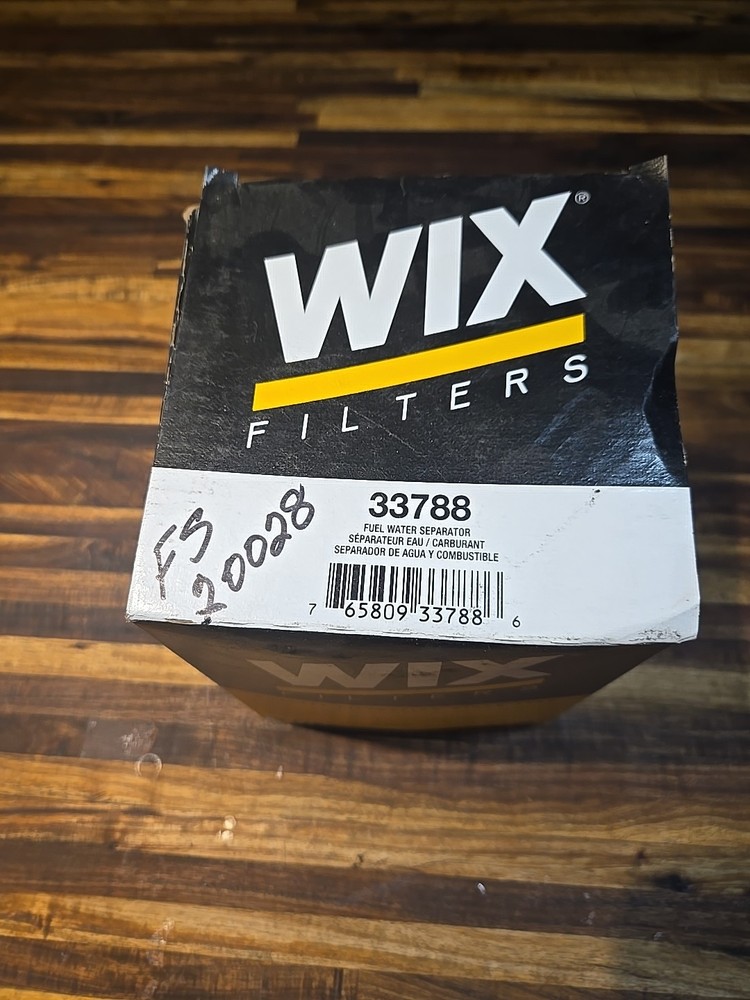 WIX®
FILTERS
33788
FUEL WATER SEPARATOR
SÉPARATEUR EAU / CARBURANT
SEPARADOR DE AGUA Y COMBUSTIBLE
7 65809 33788 6
FS
20028
WIX
FILTERS